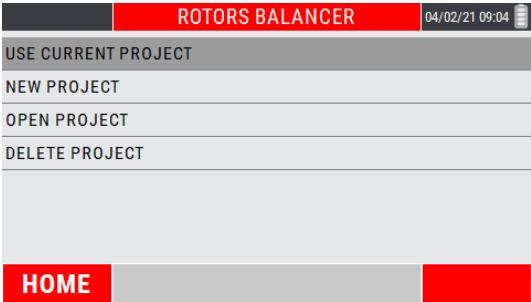 ROTORS BALANCER
04/02/21 09:04
USE CURRENT PROJECT
NEW PROJECT
OPEN PROJECT
DELETE PROJECT
HOME